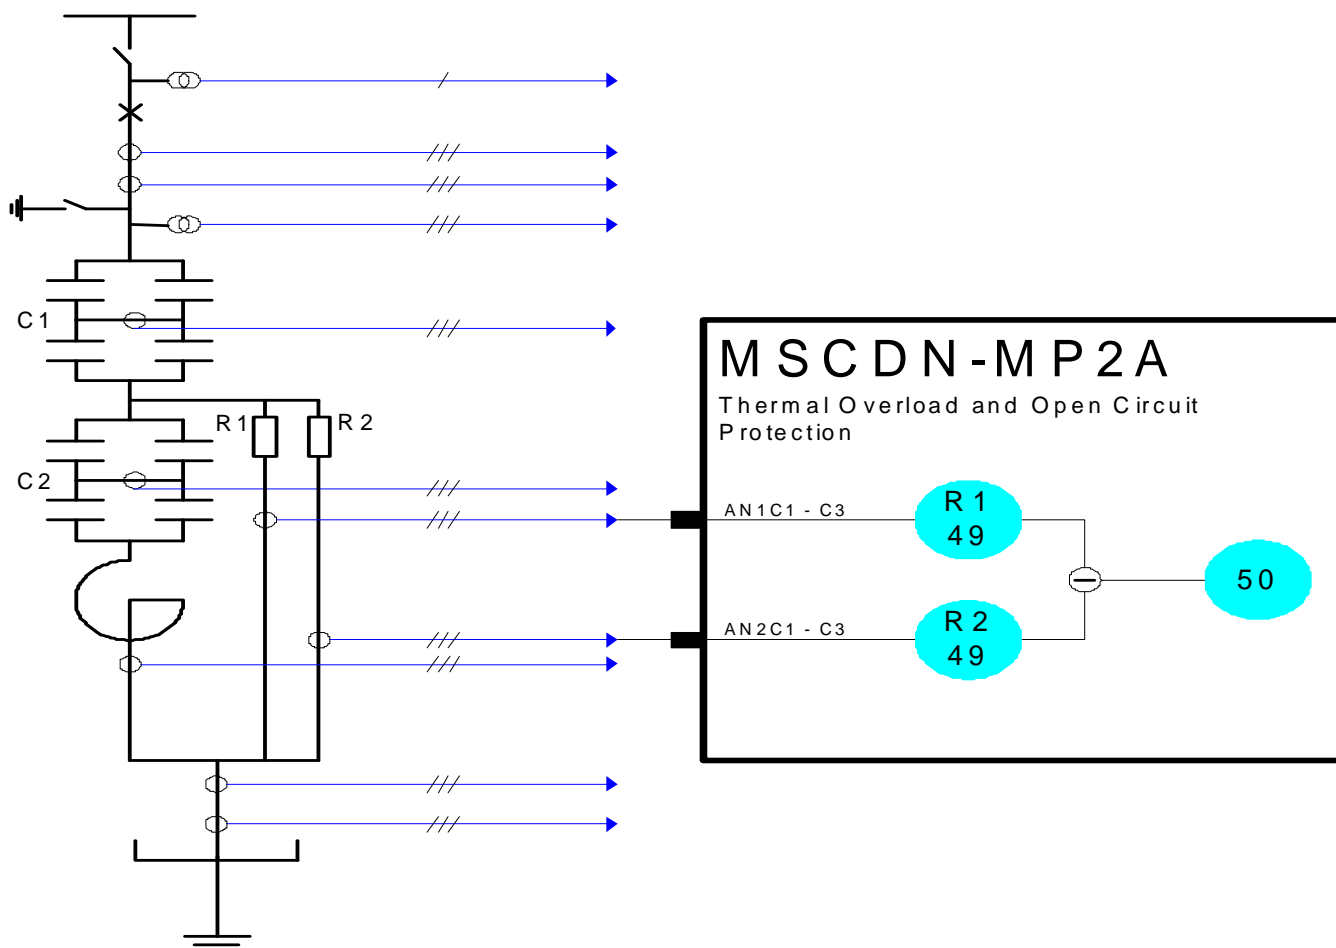 C1
R1
R2
C2
MSCDN-MP2A
Thermal Overload and Open Circuit
Protection
AN1C1 - C3
R1
49
50
AN2C1 - C3
R2
49